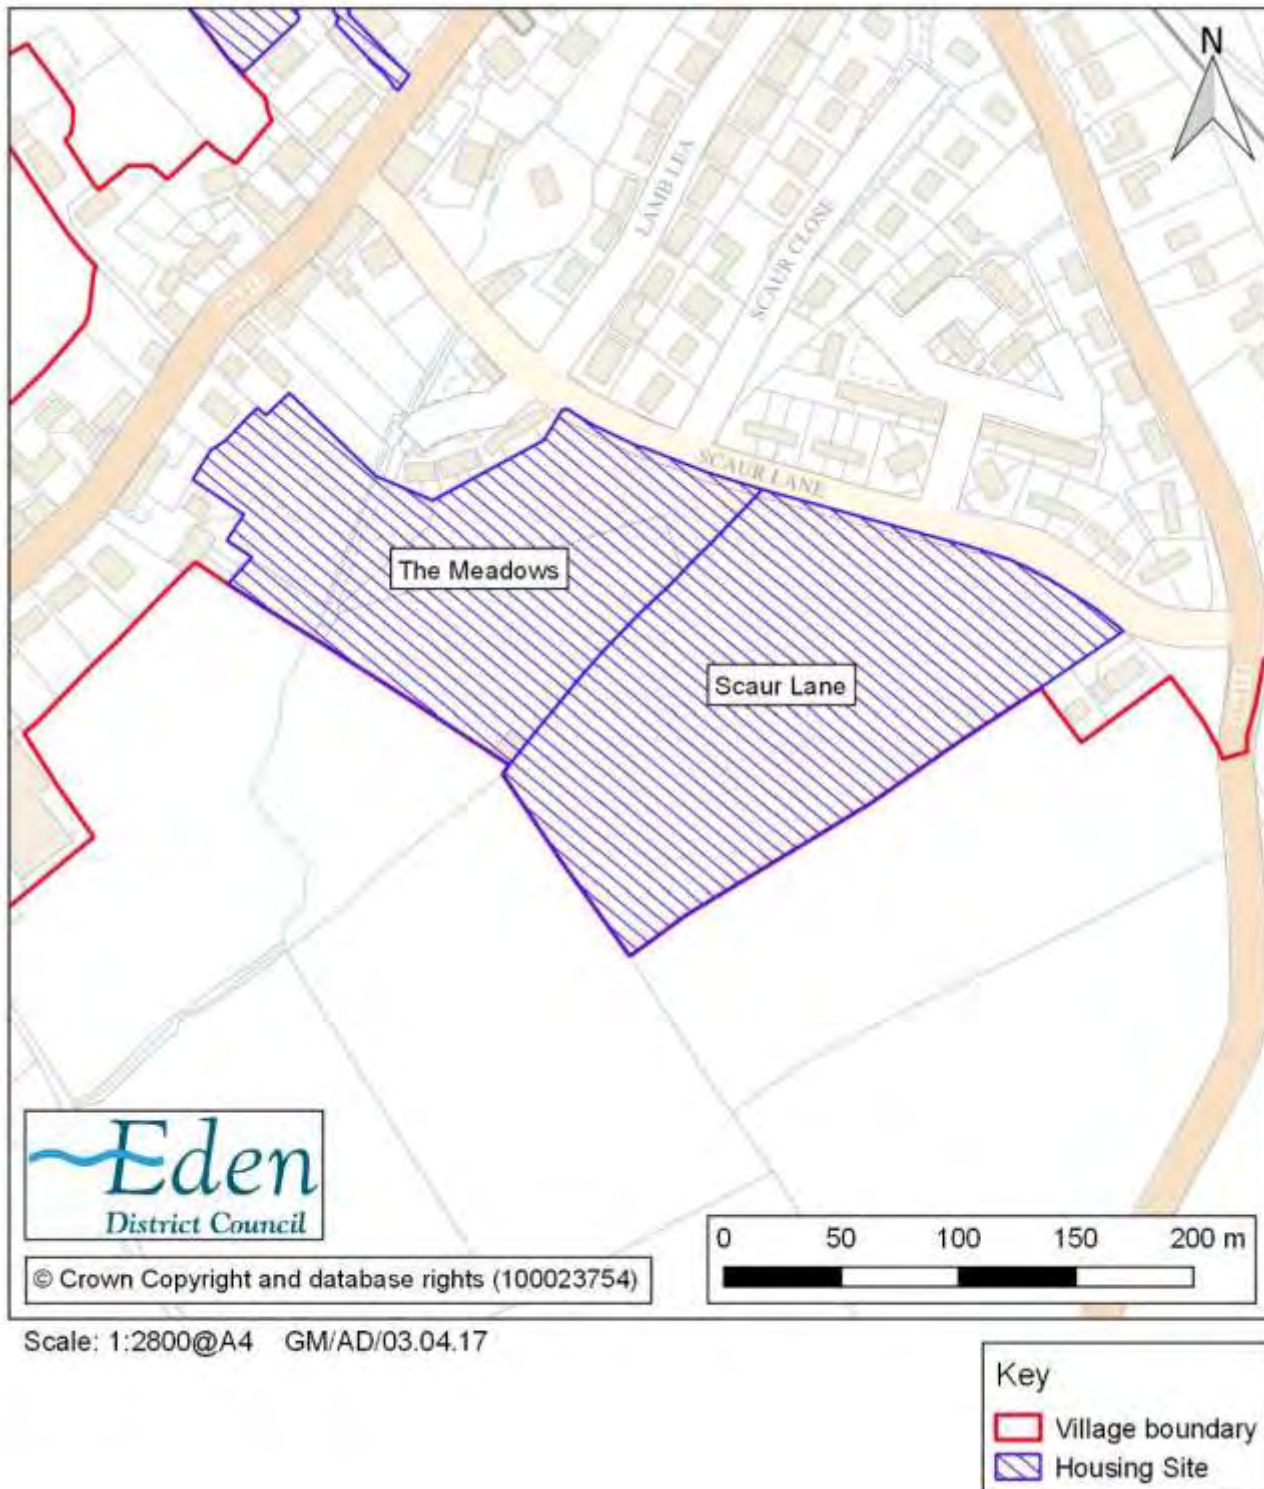 N
LAMB LEA
SCAUR CLOSE
SCAUR LANE
The Meadows
Scaur Lane
Eden
District Council
© Crown Copyright and database rights (100023754)
0 50 100 150 200 m
Scale: 1:2800@A4 GM/AD/03.04.17
Key
Village boundary
Housing Site